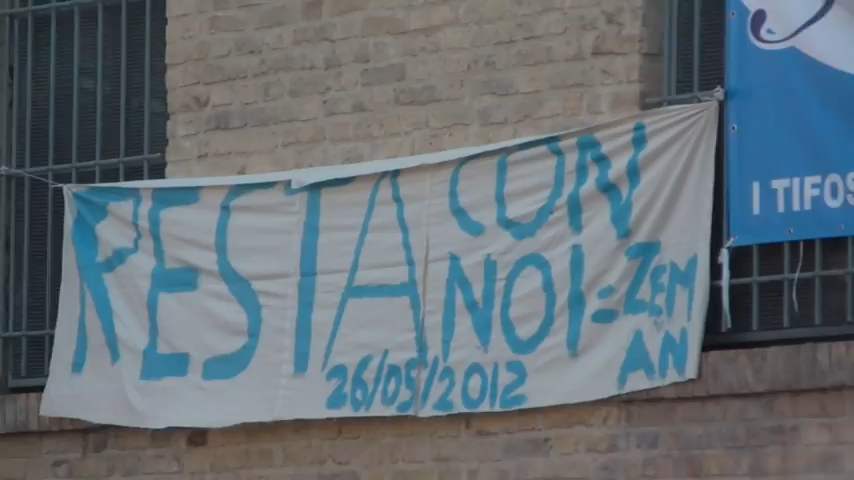 RESTA CON
NOI = ZEM
AN
26/05/2012
I TIFOS